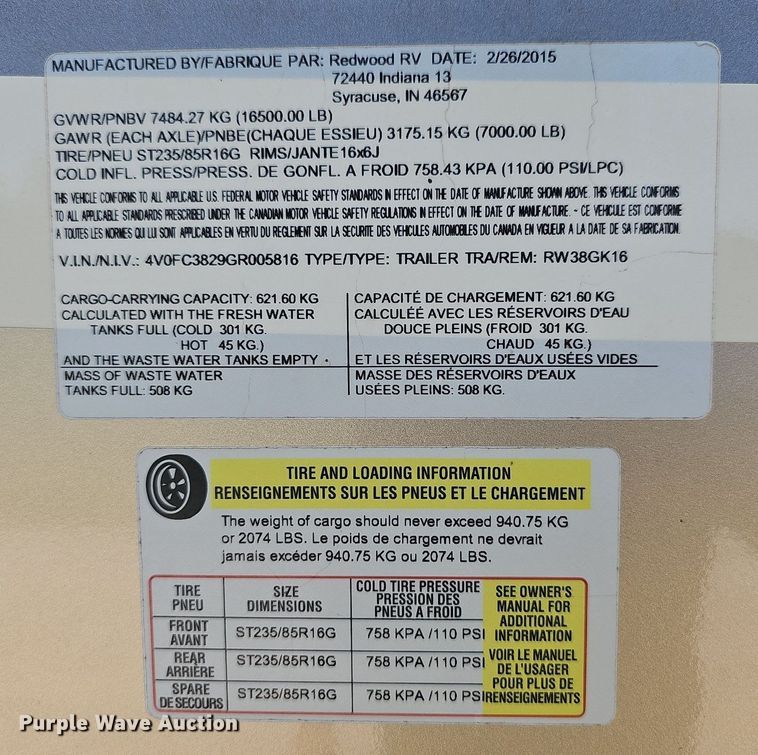 MANUFACTURED BY/FABRIQUE PAR: Redwood RV DATE: 2/26/2015
72440 Indiana 13
Syracuse, IN 46567
GVWR/PNBV 7484.27 KG (16500.00 LB)
GAWR (EACH AXLE)/PNBE(CHAQUE ESSIEU) 3175.15 KG (7000.00 LB)
TIRE/PNEU ST235/85R16G RIMS/JANTE16x6J
COLD INFL. PRESS/PRESS. DE GONFL. A FROID 758.43 KPA (110.00 PSI/LPC)
THIS VEHICLE CONFORMS TO ALL APPLICABLE U.S. FEDERAL MOTOR VEHICLE SAFETY STANDARDS IN EFFECT ON THE DATE OF MANUFACTURE SHOWN ABOVE. THIS VEHICLE CONFORMS
TO ALL APPLICABLE STANDARDS PRESCRIBED UNDER THE CANADIAN MOTOR VEHICLE SAFETY REGULATIONS IN EFFECT ON THE DATE OF MANUFACTURE. - CE VEHICULE EST CONFORME
A TOUTES LES NORMES QUI LUI SONT APPLICABLES EN VERTU DU REGLEMENT SUR LA SECURITE DES VEHICULES AUTOMOBILES DU CANADA EN VIGUEUR A LA DATE DE SA FABRICATION.
V.I.N./N.I.V.: 4V0FC3829GR005816 TYPE/TYPE: TRAILER TRA/REM: RW38GK16
CARGO-CARRYING CAPACITY: 621.60 KG
CALCULATED WITH THE FRESH WATER
TANKS FULL (COLD 301 KG.
HOT 45 KG.)
AND THE WASTE WATER TANKS EMPTY
MASS OF WASTE WATER
TANKS FULL: 508 KG
CAPACITÉ DE CHARGEMENT: 621.60 KG
CALCULÉE AVEC LES RÉSERVOIRS D'EAU
DOUCE PLEINS (FROID 301 KG.
CHAUD 45 KG.)
ET LES RÉSERVOIRS D'EAUX USÉES VIDES
MASSE DES RÉSERVOIRS D'EAUX
USÉES PLEINS: 508 KG.
TIRE AND LOADING INFORMATION
RENSEIGNEMENTS SUR LES PNEUS ET LE CHARGEMENT
The weight of cargo should never exceed 940.75 KG
or 2074 LBS. Le poids de chargement ne devrait
jamais excéder 940.75 KG ou 2074 LBS.
TIRE
PNEU
SIZE
DIMENSIONS
COLD TIRE PRESSURE
PRESSION DES
PNEUS A FROID
FRONT
AVANT
ST235/85R16G
758 KPA /110 PSI
REAR
ARRIÈRE
ST235/85R16G
758 KPA /110 PSI
SPARE
DE SECOURS
ST235/85R16G
758 KPA /110 PSI
SEE OWNER'S
MANUAL FOR
ADDITIONAL
INFORMATION
VOIR LE MANUEL
DE L'USAGER
POUR PLUS DE
RENSEIGNEMENTS
Purple Wave Auction